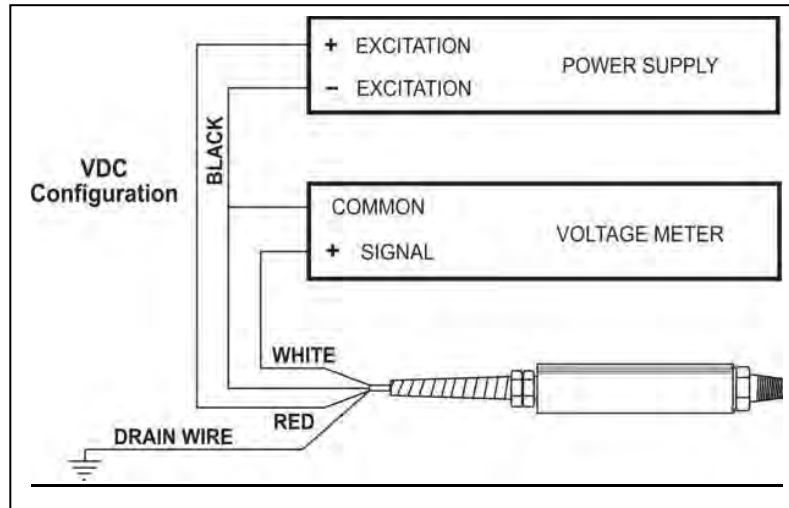 + EXCITATION
POWER SUPPLY
- EXCITATION
BLACK
VDC
Configuration
COMMON
VOLTAGE METER
+ SIGNAL
WHITE
RED
DRAIN WIRE